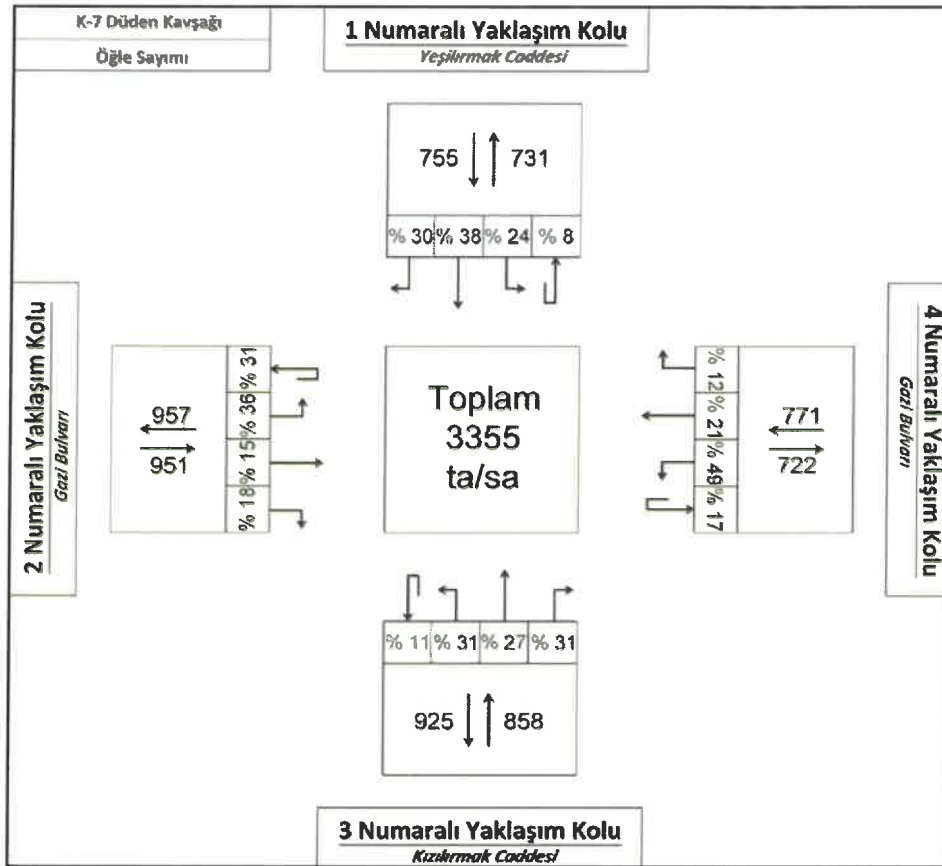 K-7 Düden Kavşağı
Öğle Sayımı
1 Numaralı Yaklaşım Kolu
Yeşilırmak Caddesi
755
731
% 30
% 38
% 24
% 8
2 Numaralı Yaklaşım Kolu
Gazi Bulvarı
957
951
% 31
% 36
% 15
% 18
Toplam
3355
ta/sa
% 12
% 21
% 49
% 17
771
722
4 Numaralı Yaklaşım Kolu
Gazi Bulvarı
% 11
% 31
% 27
% 31
925
858
3 Numaralı Yaklaşım Kolu
Kızılırmak Caddesi